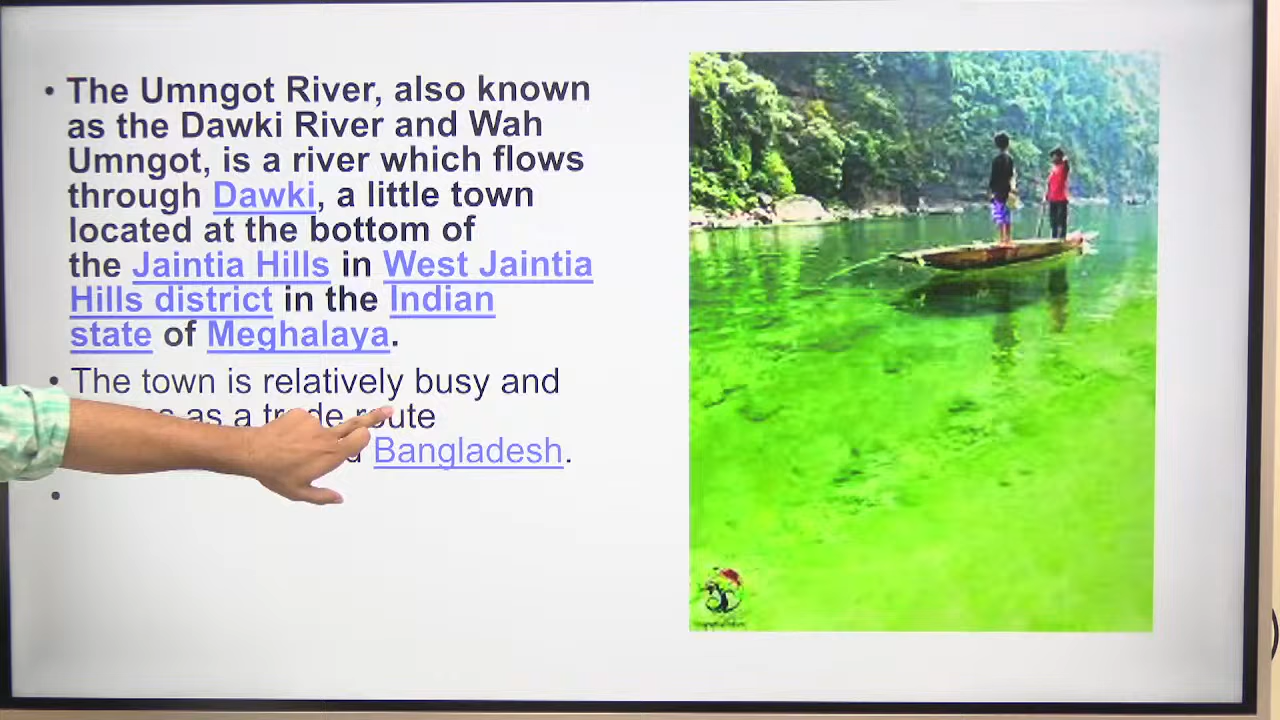 • The Umngot River, also known
as the Dawki River and Wah
Umngot, is a river which flows
through Dawki, a little town
located at the bottom of
the Jaintia Hills in West Jaintia
Hills district in the Indian
state of Meghalaya.
• The town is relatively busy and
as a trade route
Bangladesh.
•